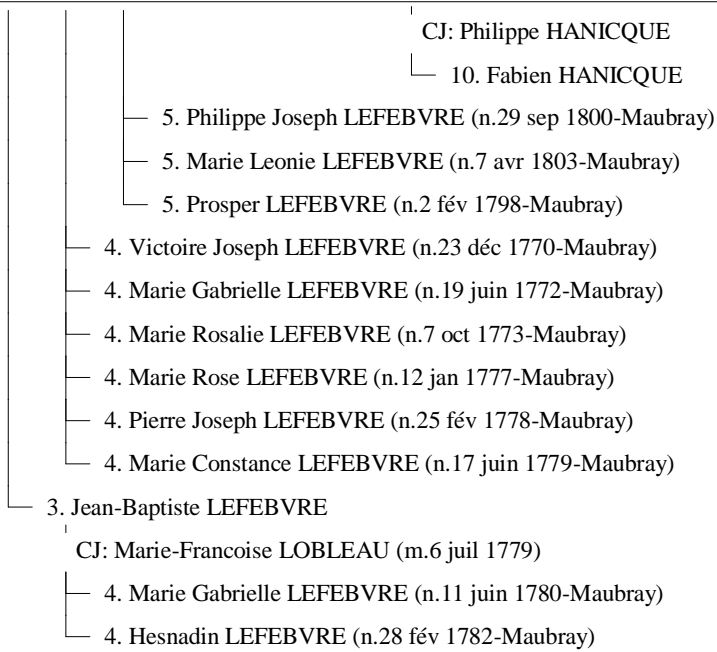 CJ: Philippe HANICQUE
10. Fabien HANICQUE
5. Philippe Joseph LEFEBVRE (n.29 sep 1800-Maubray)
5. Marie Leonie LEFEBVRE (n.7 avr 1803-Maubray)
5. Prosper LEFEBVRE (n.2 fév 1798-Maubray)
4. Victoire Joseph LEFEBVRE (n.23 déc 1770-Maubray)
4. Marie Gabrielle LEFEBVRE (n.19 juin 1772-Maubray)
4. Marie Rosalie LEFEBVRE (n.7 oct 1773-Maubray)
4. Marie Rose LEFEBVRE (n.12 jan 1777-Maubray)
4. Pierre Joseph LEFEBVRE (n.25 fév 1778-Maubray)
4. Marie Constance LEFEBVRE (n.17 juin 1779-Maubray)
3. Jean-Baptiste LEFEBVRE
CJ: Marie-Francoise LOBLEAU (m.6 juil 1779)
4. Marie Gabrielle LEFEBVRE (n.11 juin 1780-Maubray)
4. Hesnadin LEFEBVRE (n.28 fév 1782-Maubray)